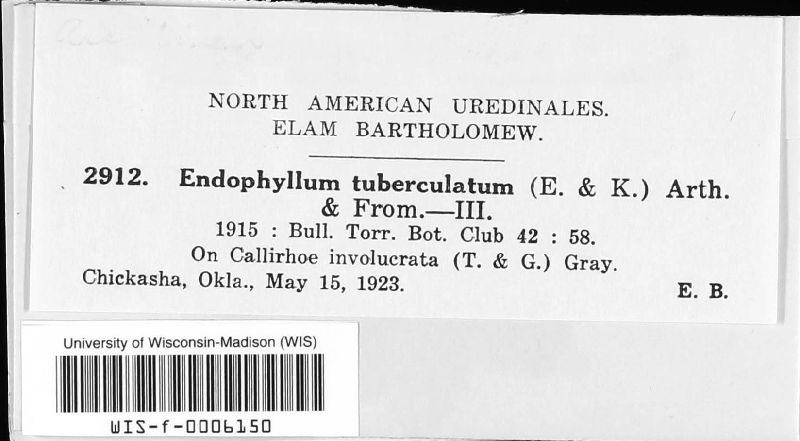 NORTH AMERICAN UREDINALES.
ELAM BARTHOLOMEW.
2912. Endophyllum tuberculatum (E. & K.) Arth.
& From.—III.
1915 : Bull. Torr. Bot. Club 42 : 58.
On Callirhoe involucrata (T. & G.) Gray.
Chickasha, Okla., May 15, 1923.
E. B.
University of Wisconsin-Madison (WIS)
WIS-f-0006150